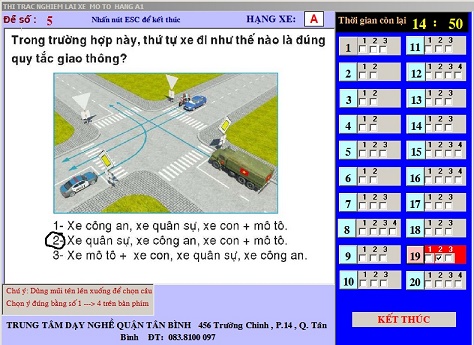 THI TRAC NGHIEM LAI XE MO TO HANG A1
Đề số : 5
Nhấn nút ESC để kết thúc
HẠNG XE:
A
Thời gian còn lại
14 : 50
Trong trường hợp này, thứ tự xe đi như thế nào là đúng
quy tắc giao thông?
1- Xe công an, xe quân sự, xe con + mô tô.
2- Xe quân sự, xe công an, xe con + mô tô.
3- Xe mô tô + xe con, xe quân sự, xe công an.
Chú ý: Dùng mũi tên lên xuống để chọn câu
Chọn ý đúng bằng số 1 ---> 4 trên bàn phím
TRUNG TÂM DẠY NGHỀ QUẬN TÂN BÌNH 456 Trường Chinh , P.14 , Q. Tân
Bình ĐT: 083.8100 097
1 1 2 3
2 1 2
3 1 2
4 1 2
5 1 2 3
6 1 2
7 1 2
8 1 2 3 4
9 1 2
10 1 2
11 1 2 3
12 1 2 3 4
13 1 2 3
14 1 2 3
15 1 2 3
16 1 2 3 4
17 1 2 3
18 1 2 3
19 1 2 3
20 1 2 3 4
KẾT THÚC